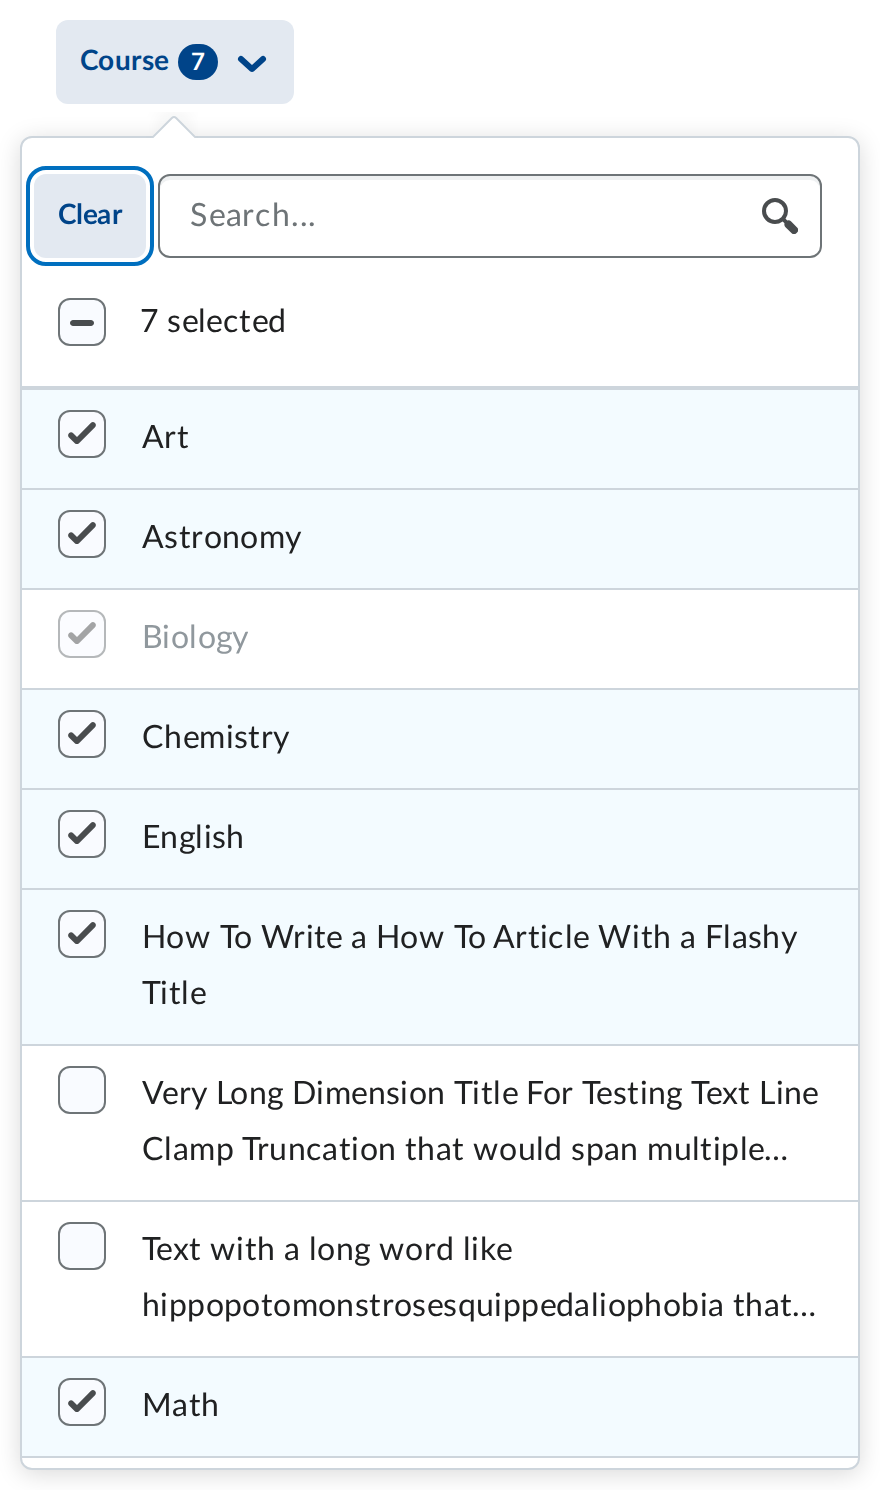 Course 7
Clear
Search...
7 selected
Art
Astronomy
Biology
Chemistry
English
How To Write a How To Article With a Flashy
Title
Very Long Dimension Title For Testing Text Line
Clamp Truncation that would span multiple...
Text with a long word like
hippopotomonstrosesquippedaliophobia that...
Math